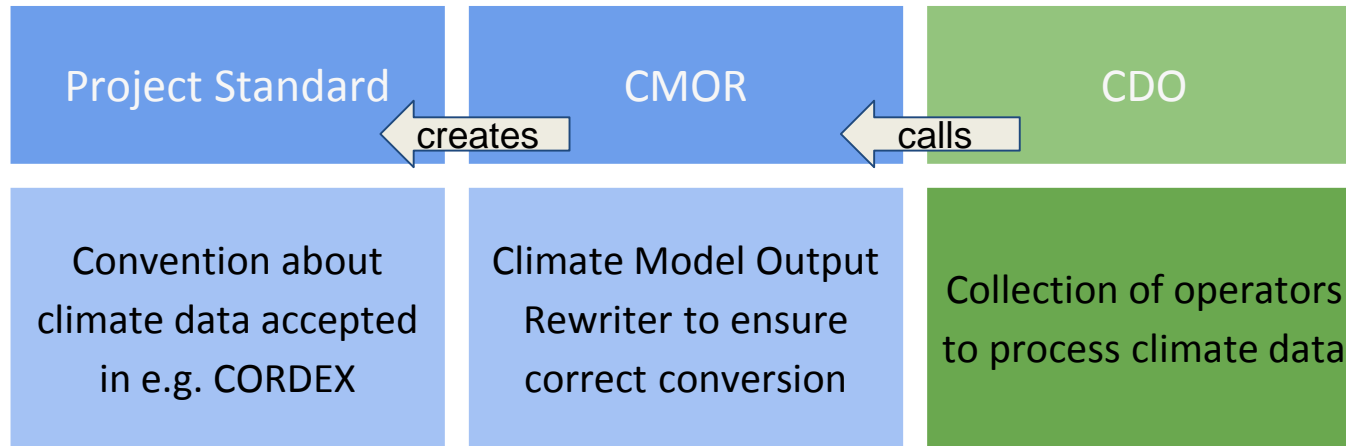 Project Standard
creates
CMOR
calls
CDO
Convention about
climate data accepted
in e.g. CORDEX
Climate Model Output
Rewriter to ensure
correct conversion
Collection of operators
to process climate data